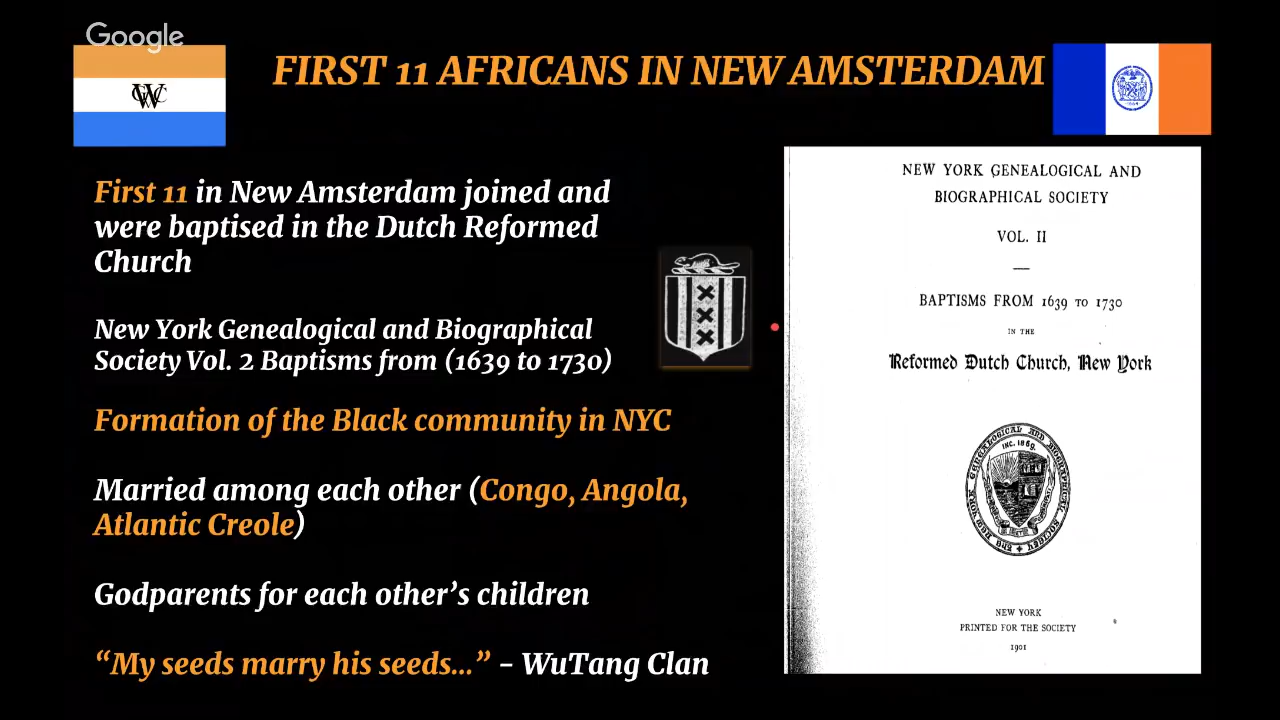 Google
FIRST 11 AFRICANS IN NEW AMSTERDAM
GWC
First 11 in New Amsterdam joined and
were baptised in the Dutch Reformed
Church
New York Genealogical and Biographical
Society Vol. 2 Baptisms from (1639 to 1730)
Formation of the Black community in NYC
Married among each other (Congo, Angola,
Atlantic Creole)
Godparents for each other’s children
“My seeds marry his seeds...” – WuTang Clan
NEW YORK GENEALOGICAL AND
BIOGRAPHICAL SOCIETY
VOL. II
BAPTISMS FROM 1639 TO 1730
IN THE
Reformed Dutch Church, New York
INC. 1869.
NEW YORK
PRINTED FOR THE SOCIETY
1901